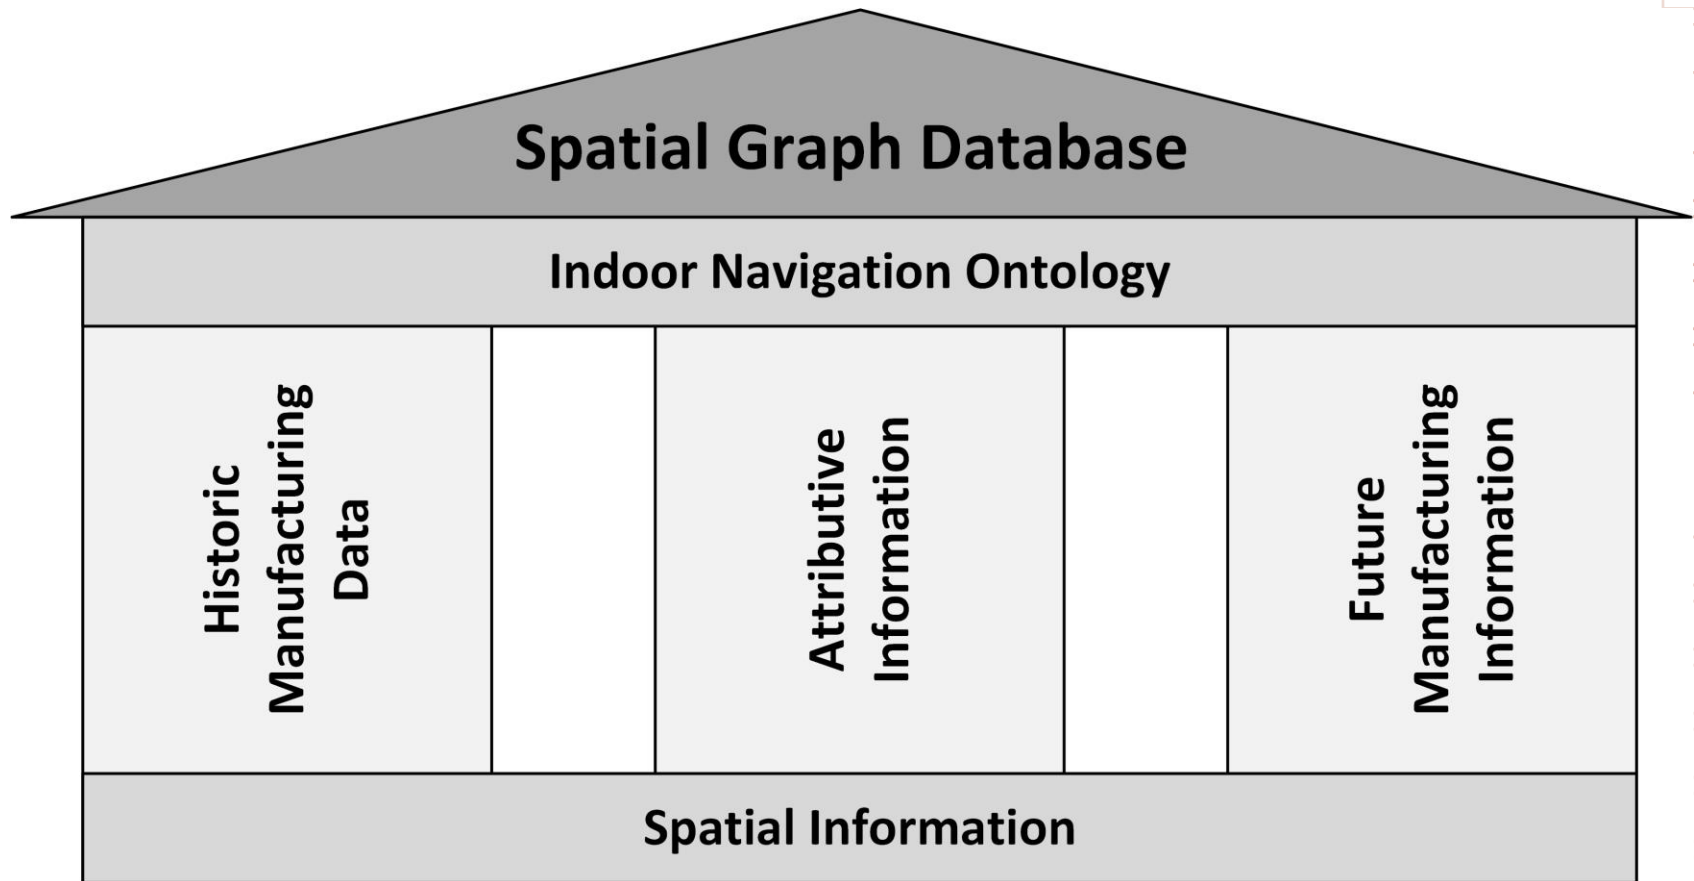 Spatial Graph Database
Indoor Navigation Ontology
Historic
Manufacturing
Data
Attributive
Information
Future
Manufacturing
Information
Spatial Information